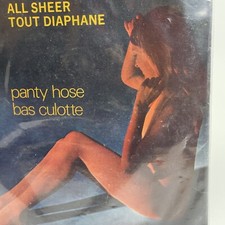 ALL SHEER
TOUT DIAPHANE
panty hose
bas culotte